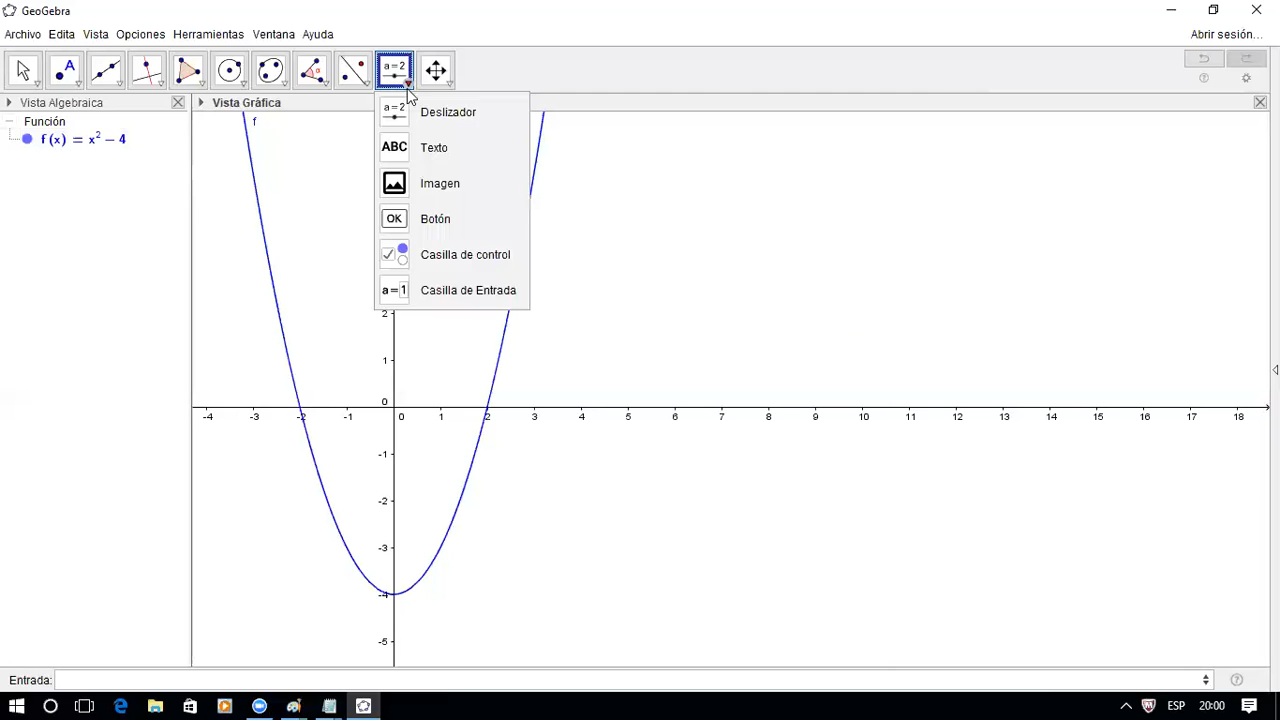 GeoGebra
Archivo Edita Vista Opciones Herramientas Ventana Ayuda
Abrir sesión...
A
a = 2
Vista Algebraica
Vista Gráfica
Función
f(x) = x² − 4
f
a = 2 Deslizador
ABC Texto
Imagen
OK Botón
Casilla de control
a = 1 Casilla de Entrada
2
1
0
-4 -3 -2 -1 0 1 2 3 4 5 6 7 8 9 10 11 12 13 14 15 16 17 18
-1
-2
-3
-4
-5
Entrada:
ESP 20:00